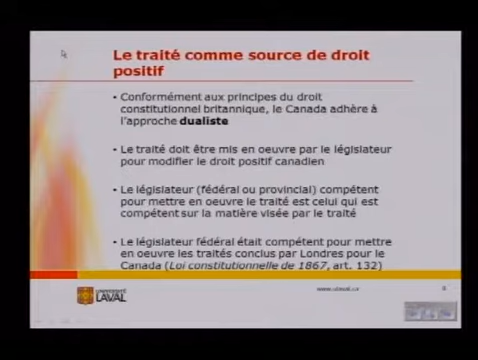 Le traité comme source de droit
positif
• Conformément aux principes du droit
constitutionnel britannique, le Canada adhère à
l'approche dualiste
• Le traité doit être mis en oeuvre par le législateur
pour modifier le droit positif canadien
• Le législateur (fédéral ou provincial) compétent
pour mettre en oeuvre le traité est celui qui est
compétent sur la matière visée par le traité
• Le législateur fédéral était compétent pour mettre
en oeuvre les traités conclus par Londres pour le
Canada (Loi constitutionnelle de 1867, art. 132)
UNIVERSITÉ
LAVAL
www.ulaval.ca